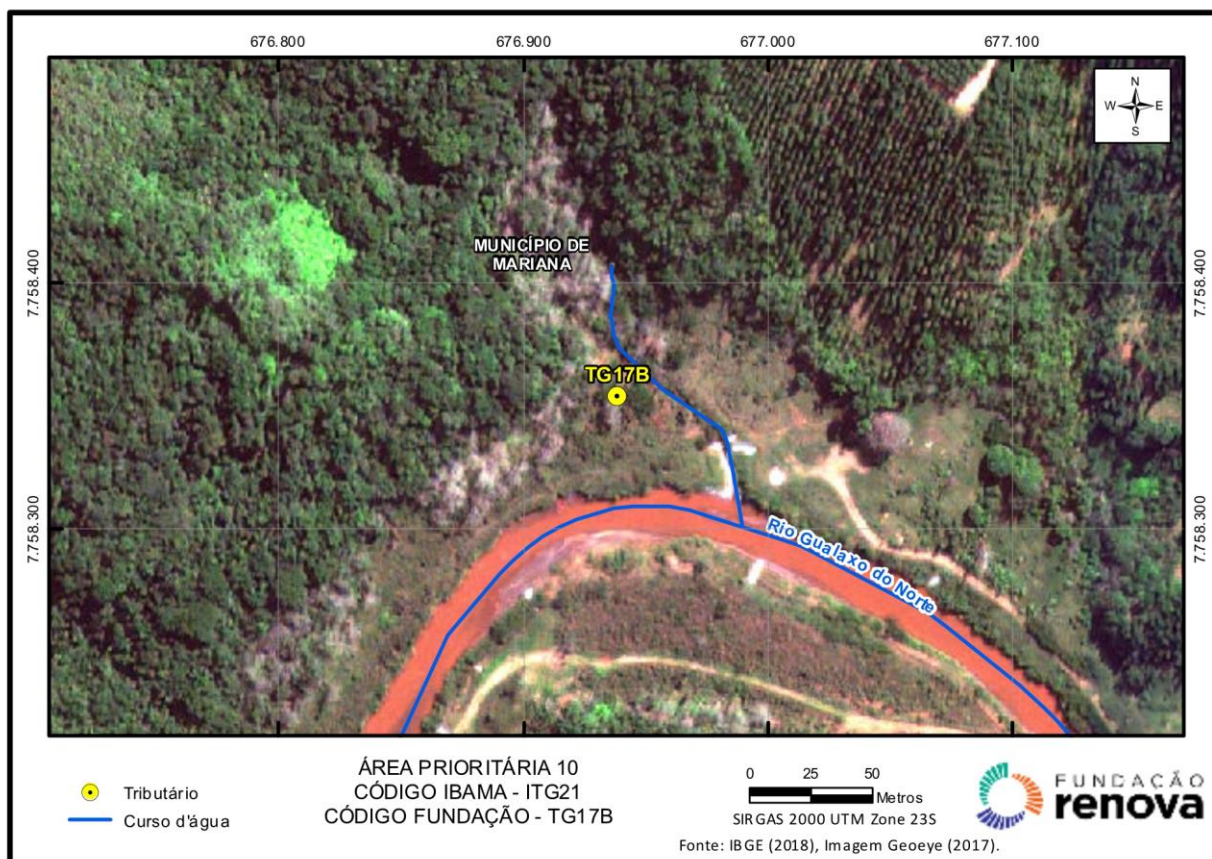 676.800
676.900
677.000
677.100
N
W E
S
7.758.400
7.758.400
MUNICÍPIO DE
MARIANA
TG17B
7.758.300
7.758.300
Rio Gualaxo do Norte
Tributário
Curso d'água
ÁREA PRIORITÁRIA 10
CÓDIGO IBAMA - ITG21
CÓDIGO FUNDAÇÃO - TG17B
0 25 50
Metros
SIRGAS 2000 UTM Zone 23S
Fonte: IBGE (2018), Imagem Geoeye (2017).
FUNDAÇÃO
renova